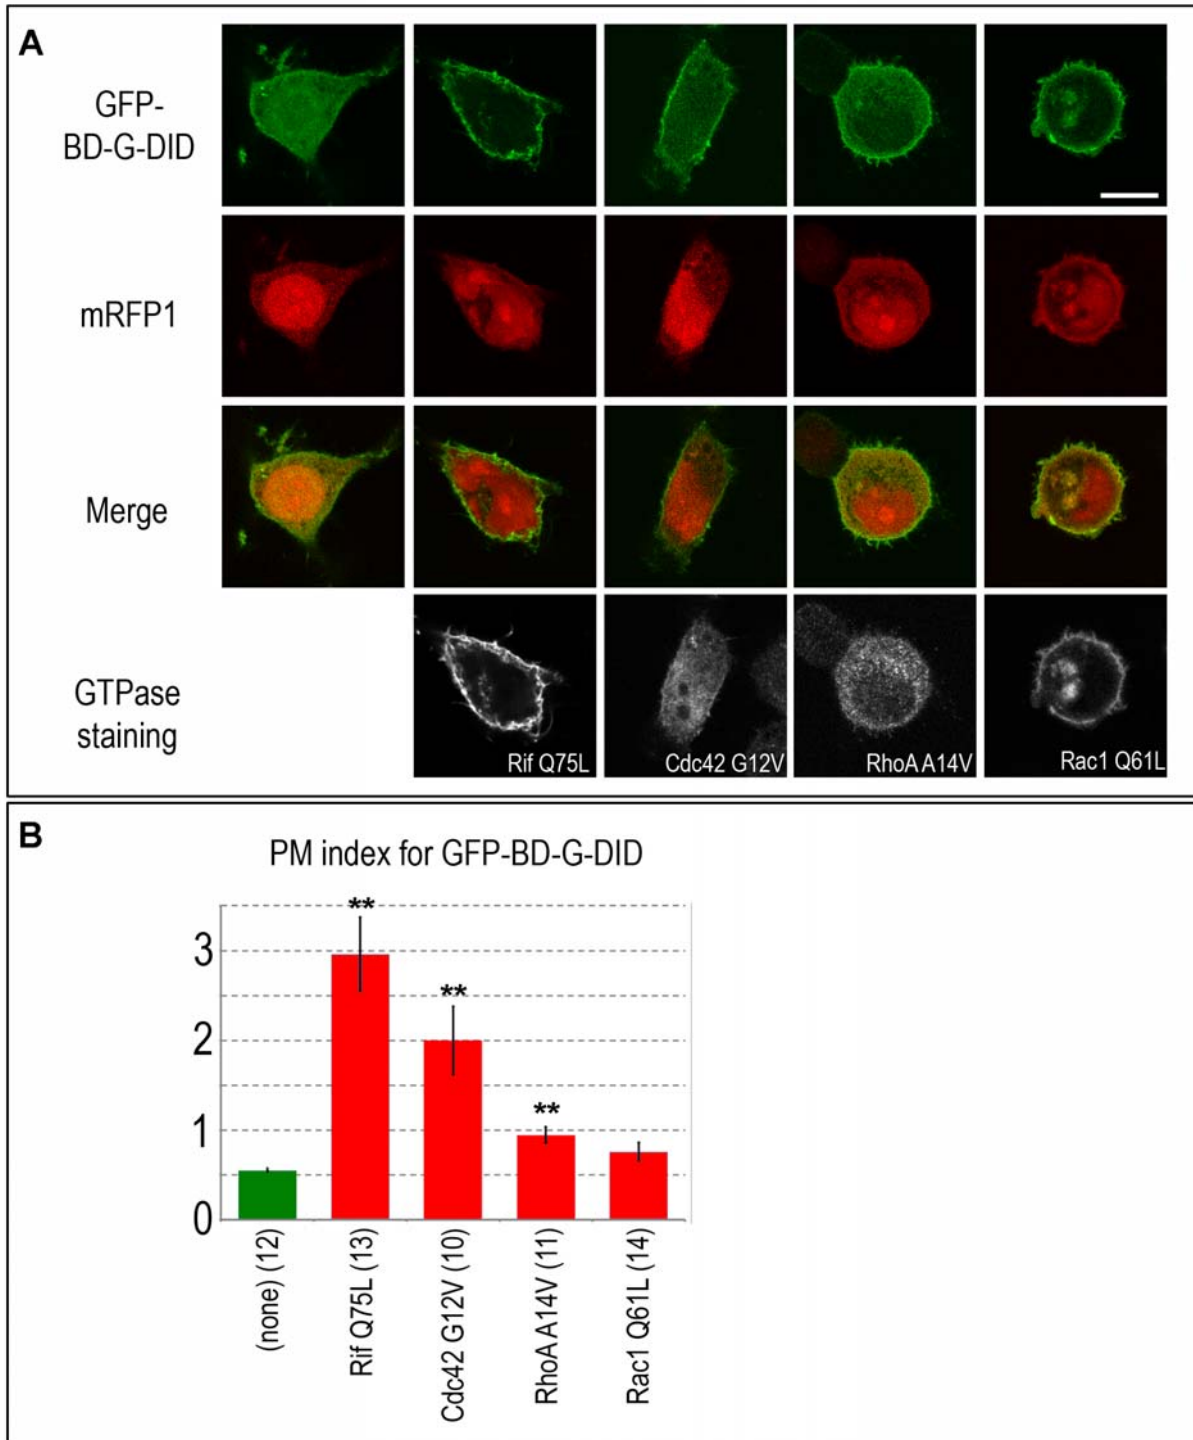 A
GFP-
BD-G-DID
mRFP1
Merge
GTPase
staining
Rif Q75L
Cdc42 G12V
RhoA A14V
Rac1 Q61L
B
PM index for GFP-BD-G-DID
**
**
**
3
2
1
0
(none) (12)
Rif Q75L (13)
Cdc42 G12V (10)
RhoA A14V (11)
Rac1 Q61L (14)